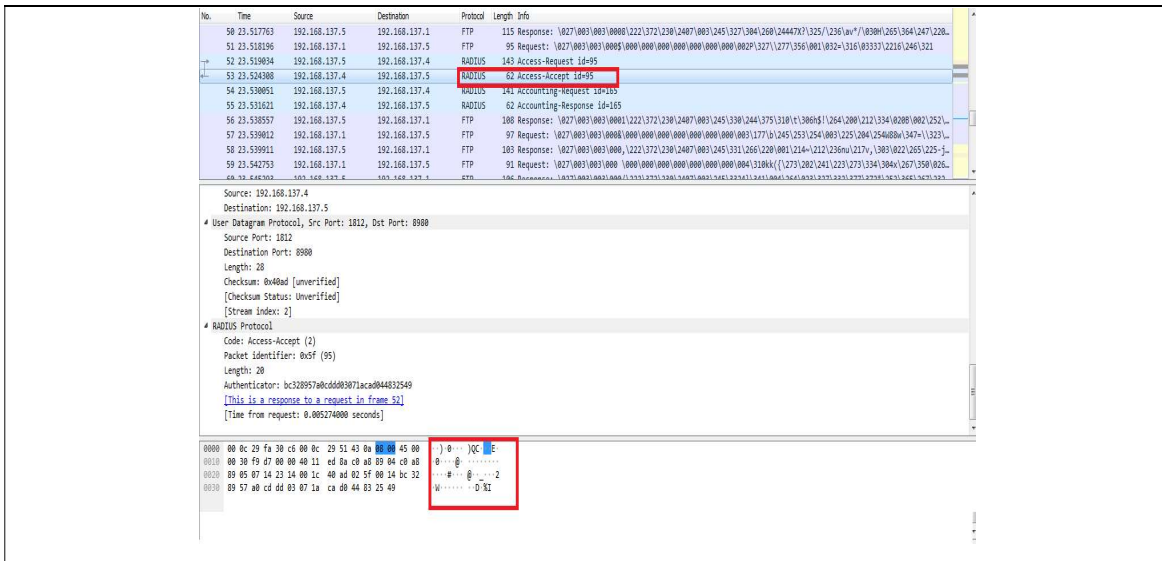 No. Time Source Destination Protocol Length Info
50 23.517763 192.168.137.5 192.168.137.1 FTP 115 Response:
51 23.518196 192.168.137.1 192.168.137.5 FTP 95 Request:
52 23.519034 192.168.137.5 192.168.137.4 RADIUS 143 Access-Request id=95
53 23.524308 192.168.137.4 192.168.137.5 RADIUS 62 Access-Accept id=95
54 23.530051 192.168.137.5 192.168.137.4 RADIUS 141 Accounting-Request id=165
55 23.531621 192.168.137.4 192.168.137.5 RADIUS 62 Accounting-Response id=165
56 23.538557 192.168.137.5 192.168.137.1 FTP 108 Response:
57 23.539012 192.168.137.1 192.168.137.5 FTP 97 Request:
58 23.539911 192.168.137.5 192.168.137.1 FTP 103 Response:
59 23.542753 192.168.137.1 192.168.137.5 FTP 91 Request:
Source: 192.168.137.4
Destination: 192.168.137.5
User Datagram Protocol, Src Port: 1812, Dst Port: 8980
Source Port: 1812
Destination Port: 8980
Length: 28
Checksum: 0x40ad [unverified]
[Checksum Status: Unverified]
[Stream index: 2]
RADIUS Protocol
Code: Access-Accept (2)
Packet identifier: 0x5f (95)
Length: 20
Authenticator: bc328957a0cddd03071acad044832549
[This is a response to a request in frame 52]
[Time from request: 0.005274000 seconds]
0000 00 0c 29 fa 30 c6 00 0c 29 51 43 0a 08 00 45 00 ··)·0··· )QC···E·
0010 00 30 f9 d7 00 00 40 11 ed 8a c0 a8 89 04 c0 a8 ·0····@· ········
0020 89 05 07 14 23 14 00 1c 40 ad 02 5f 00 14 bc 32 ····#··· @··_···2
0030 89 57 a0 cd dd 03 07 1a ca d0 44 83 25 49 ·W······ ··D·%I